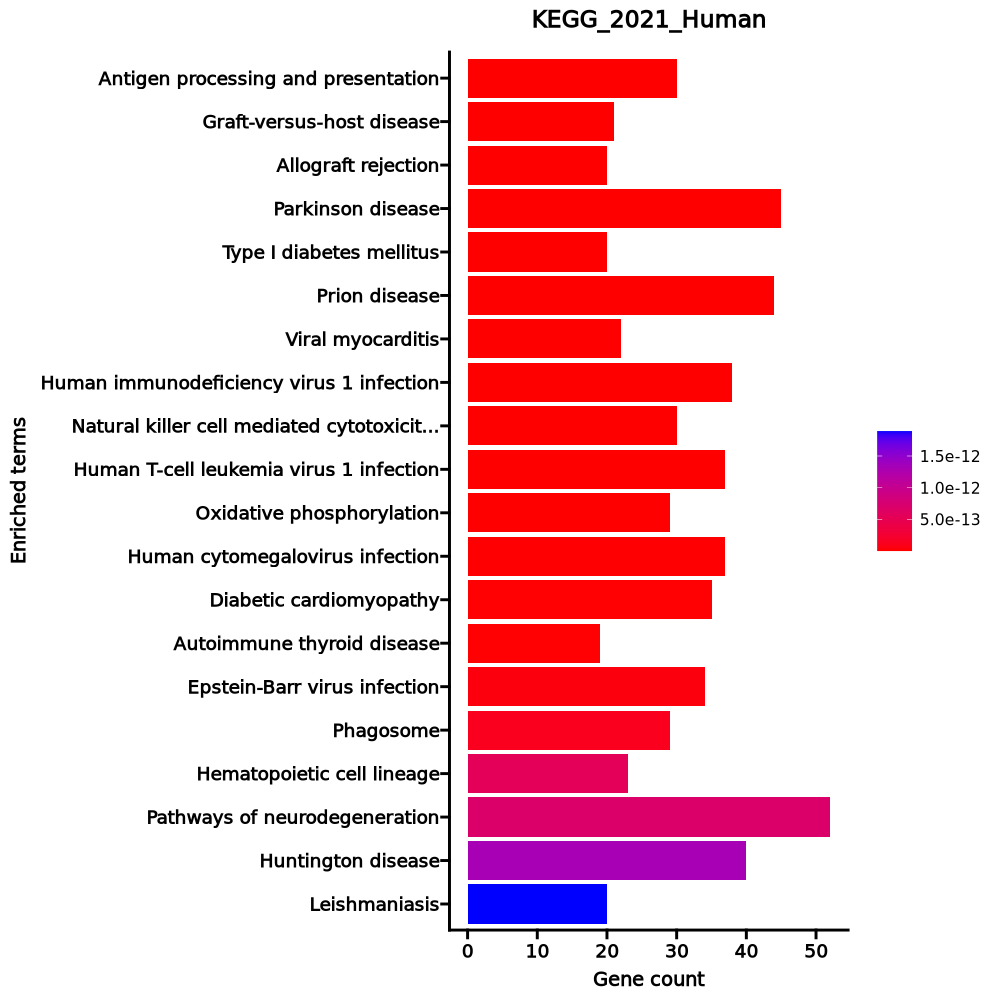 KEGG_2021_Human
Antigen processing and presentation
Graft-versus-host disease
Allograft rejection
Parkinson disease
Type I diabetes mellitus
Prion disease
Viral myocarditis
Human immunodeficiency virus 1 infection
Natural killer cell mediated cytotoxicit...
Human T-cell leukemia virus 1 infection
Oxidative phosphorylation
Human cytomegalovirus infection
Diabetic cardiomyopathy
Autoimmune thyroid disease
Epstein-Barr virus infection
Phagosome
Hematopoietic cell lineage
Pathways of neurodegeneration
Huntington disease
Leishmaniasis
Enriched terms
0 10 20 30 40 50
Gene count
1.5e-12
1.0e-12
5.0e-13